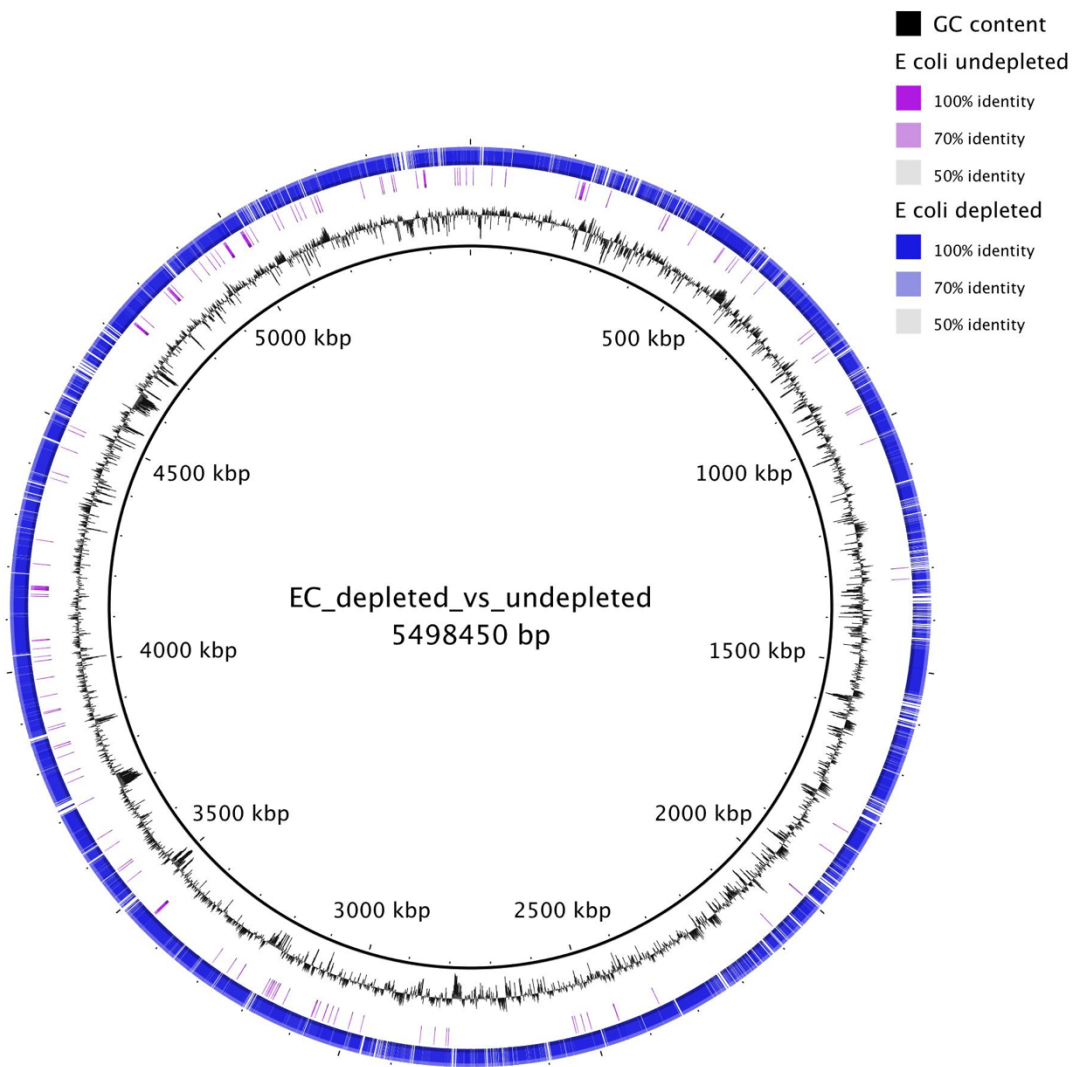 GC content
E coli undepleted
100% identity
70% identity
50% identity
E coli depleted
100% identity
70% identity
50% identity
5000 kbp
500 kbp
4500 kbp
1000 kbp
EC_depleted_vs_undepleted
5498450 bp
4000 kbp
1500 kbp
3500 kbp
2000 kbp
3000 kbp
2500 kbp